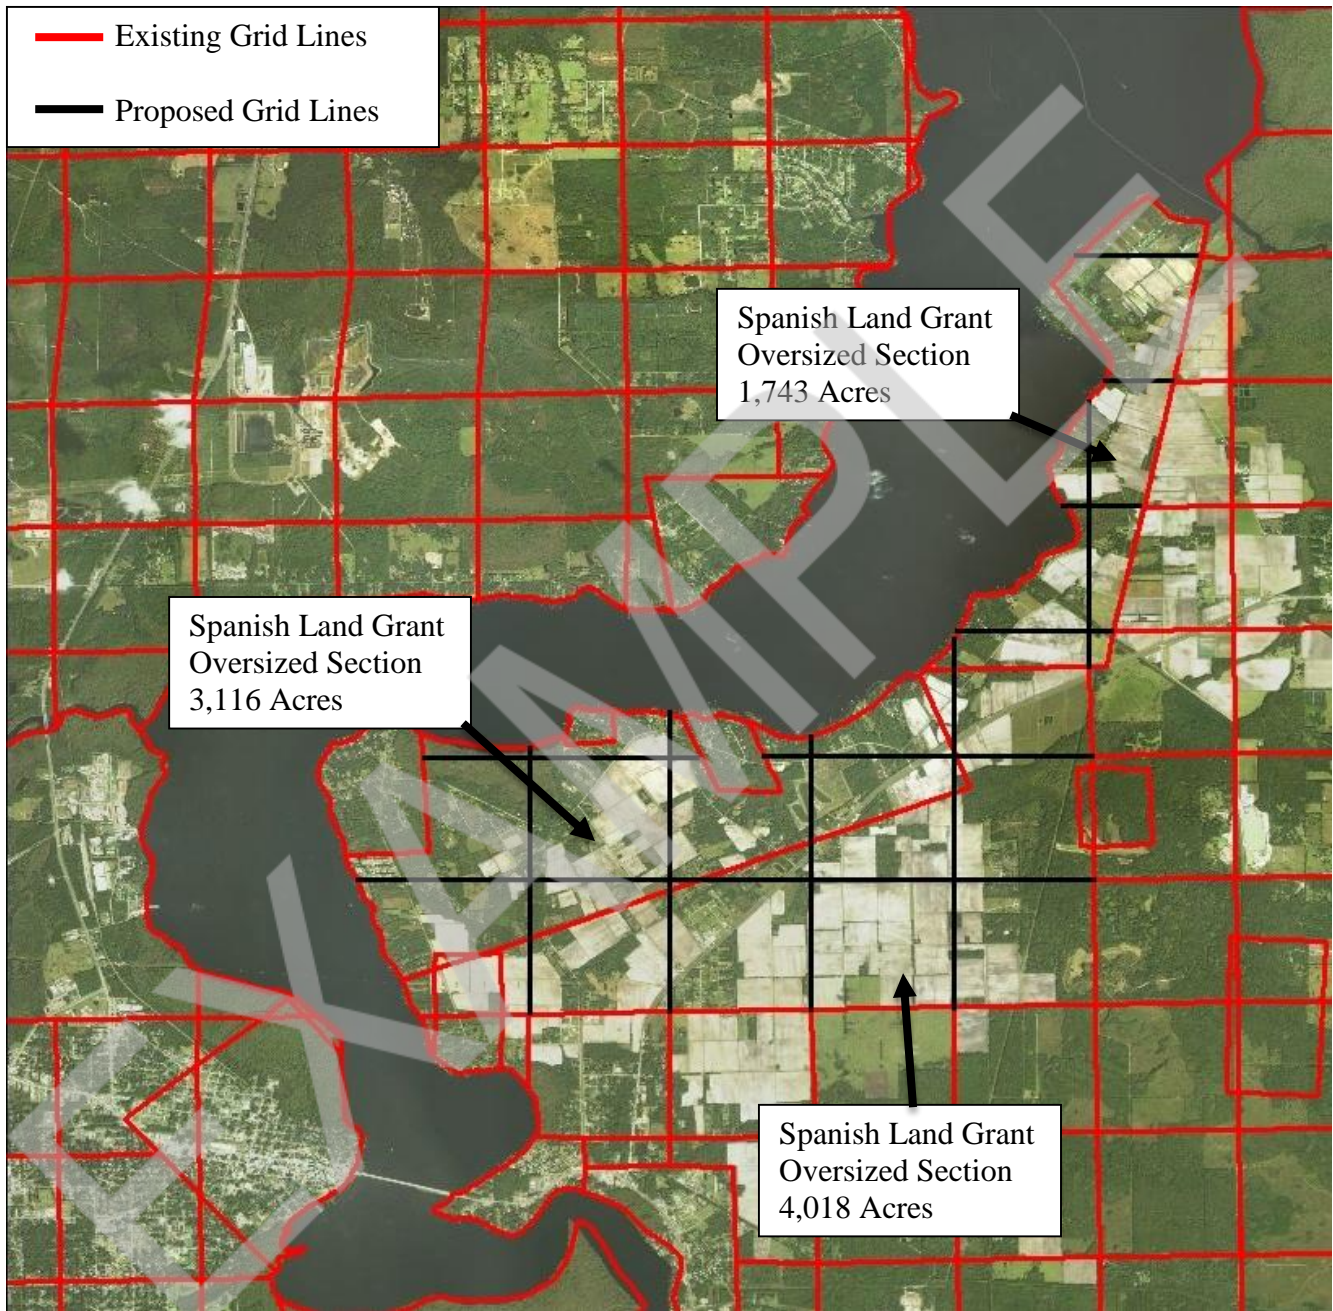 Existing Grid Lines
Proposed Grid Lines
Spanish Land Grant
Oversized Section
1,743 Acres
Spanish Land Grant
Oversized Section
3,116 Acres
Spanish Land Grant
Oversized Section
4,018 Acres
EXAMPLE